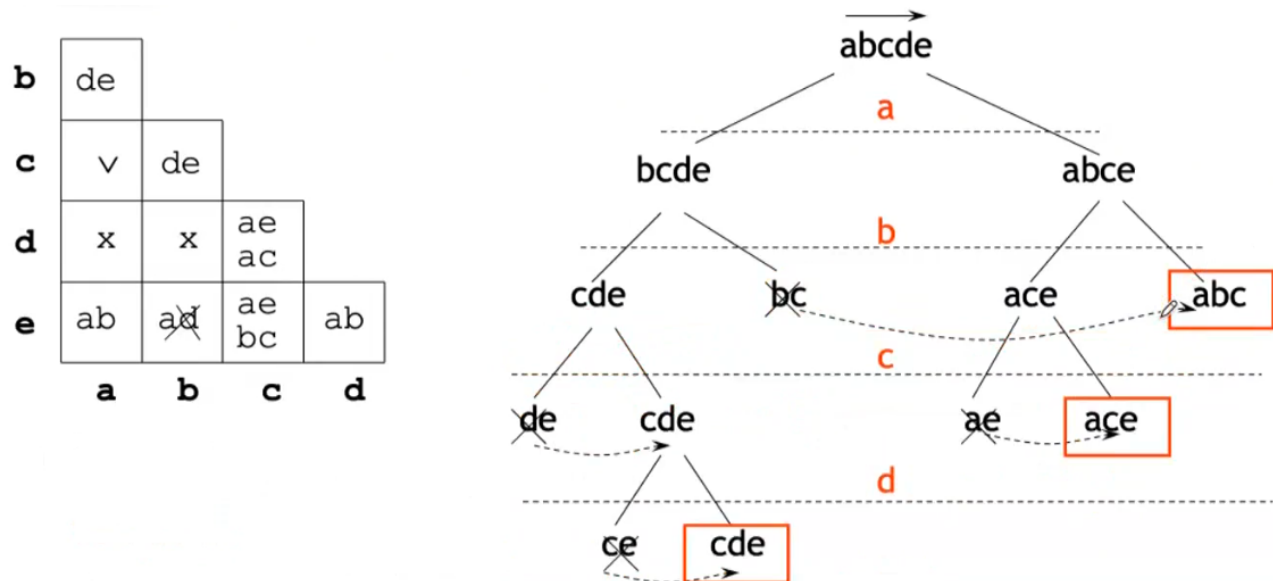 b de
c v de
d x x ae
ac
e ab ad ae ab
bc
a b c d
abcde
a
bcde abce
b
cde bc ace abc
c
de cde ae ace
d
ce cde